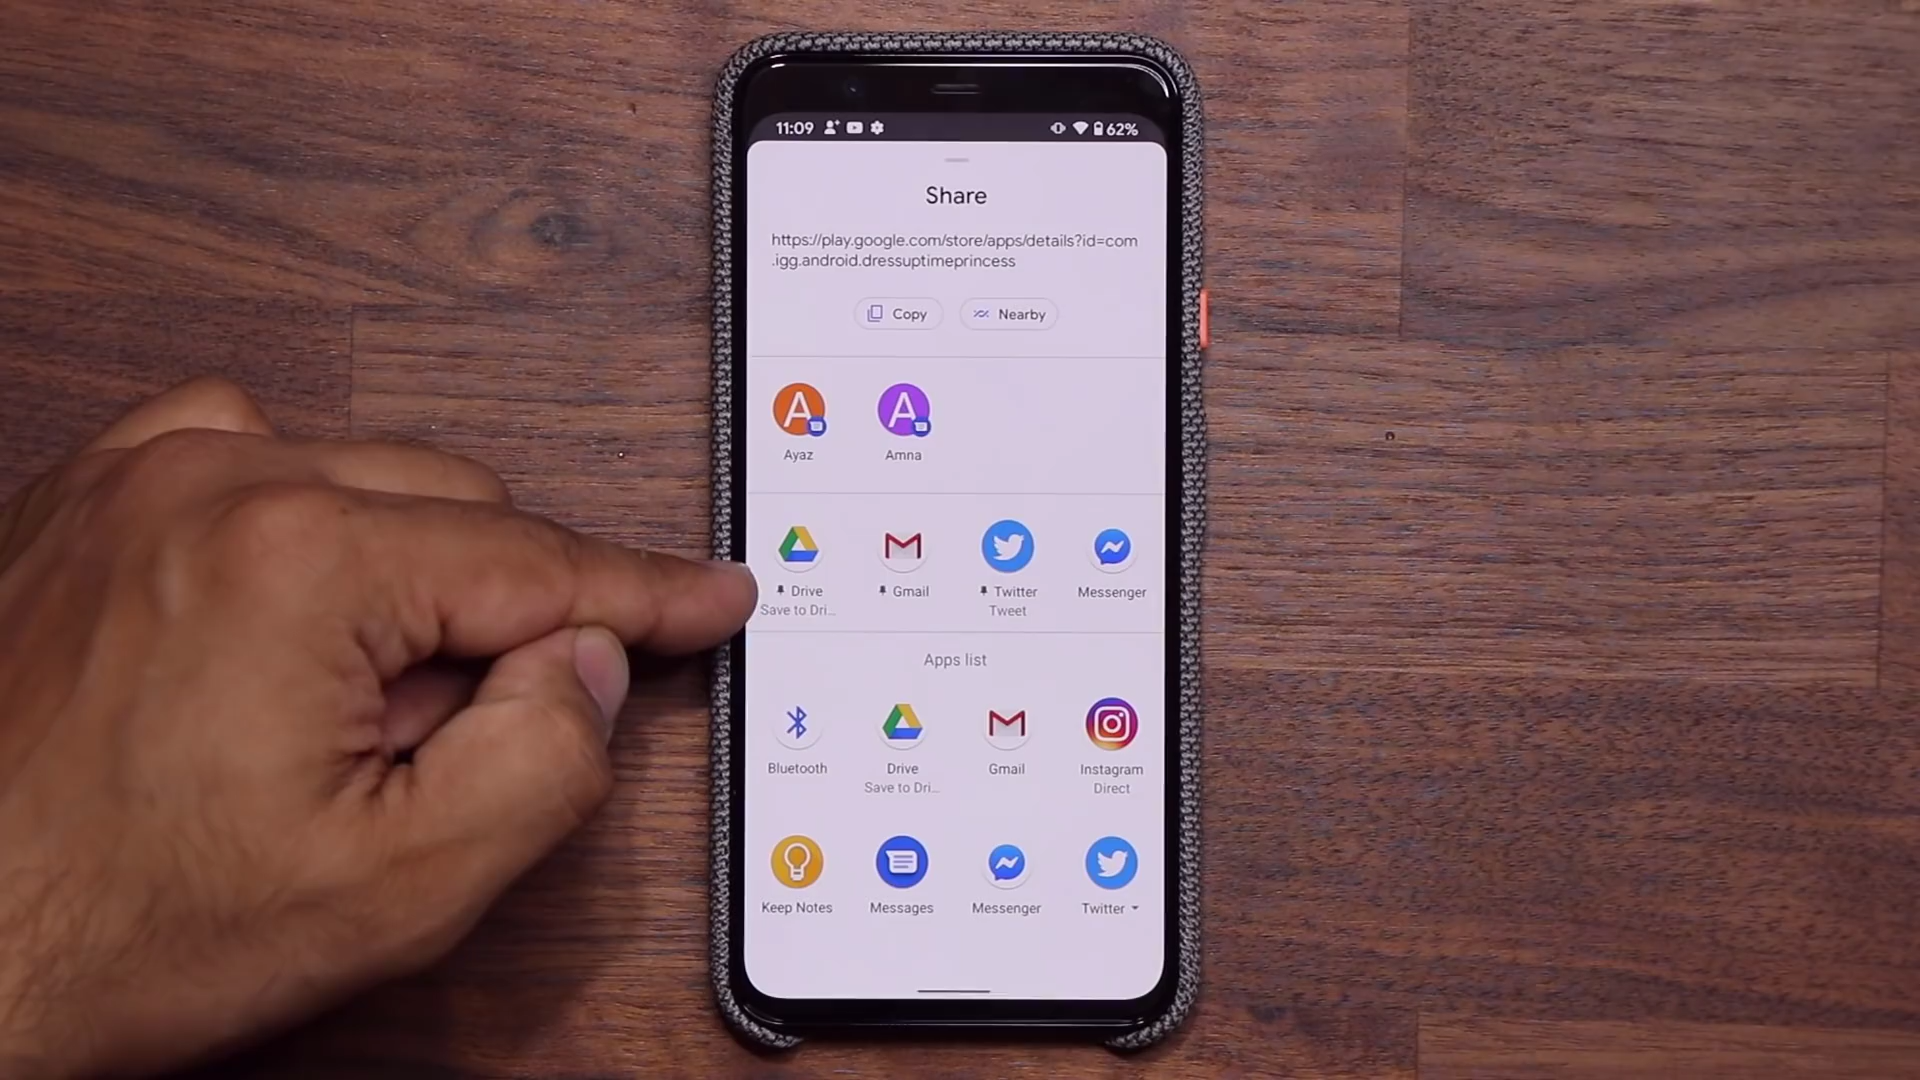 11:09
62%
Share
https://play.google.com/store/apps/details?id=com
.igg.android.dressuptimeprincess
Copy Nearby
A A
Ayaz Amna
Drive Gmail Twitter Messenger
Save to Dri... Tweet
Apps list
Bluetooth Drive Gmail Instagram
Save to Dri... Direct
Keep Notes Messages Messenger Twitter